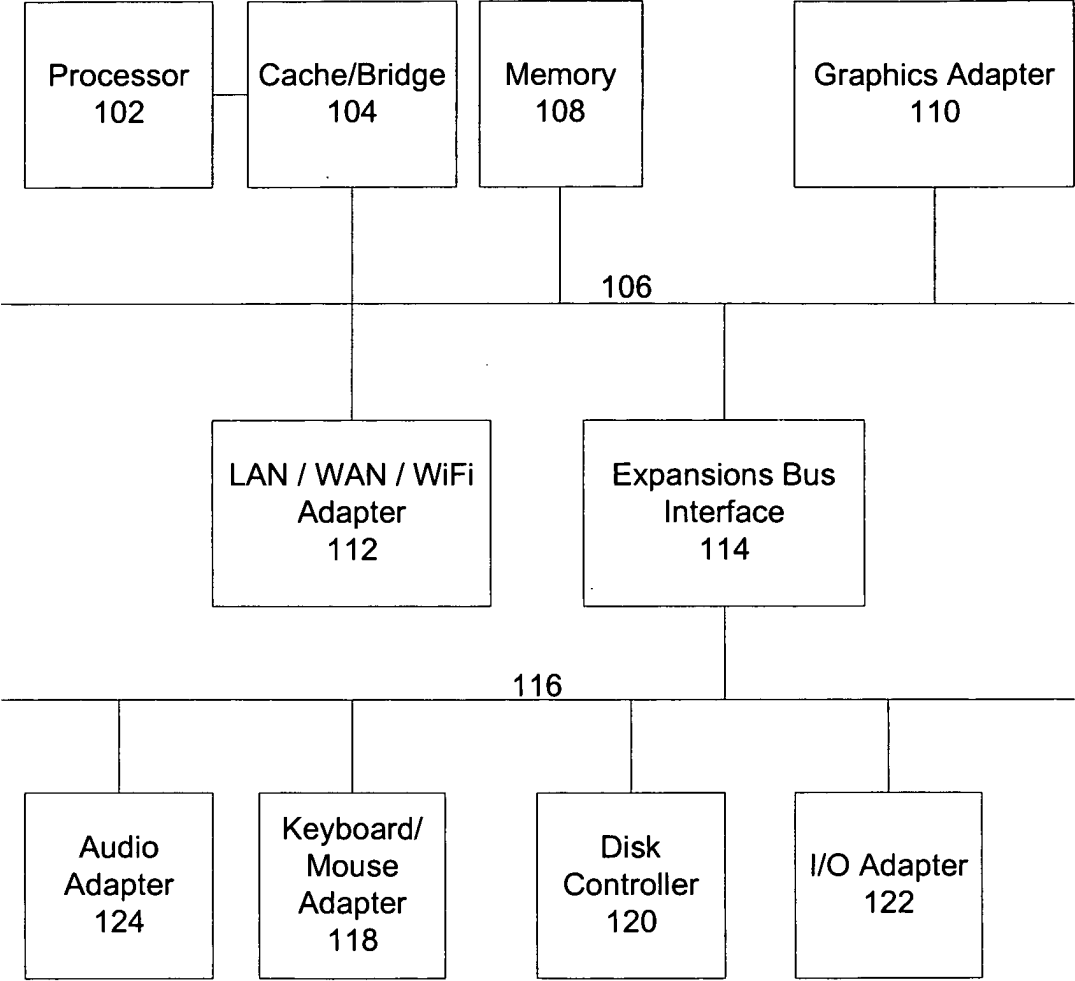 Processor
102
Cache/Bridge
104
Memory
108
Graphics Adapter
110
106
LAN / WAN / WiFi
Adapter
112
Expansions Bus
Interface
114
116
Audio
Adapter
124
Keyboard/
Mouse
Adapter
118
Disk
Controller
120
I/O Adapter
122